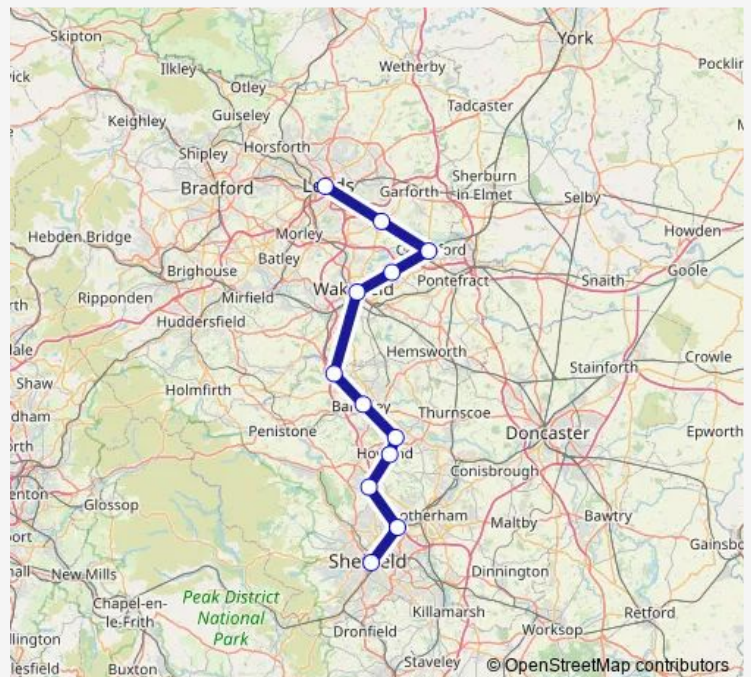 Skipton
York
Wetherby
Pocklin
Ilkley
Otley
Tadcaster
Keighley
Guiseley
Shipley
Horsforth
Sherburn
in Elmet
Bradford
Garforth
Selby
Morley
Howden
Hebden Bridge
Batley
Brighouse
Goole
Snaith
Pontefract
Ripponden
Mirfield
Huddersfield
Hemsworth
Crowle
Stainforth
Shaw
Holmfirth
Thurnscoe
Penistone
Doncaster
Epworth
Conisbrough
Glossop
Bawtry
Maltby
Gainsbo
New Mills
Dinnington
Chapel-en-
le-Frith
Peak District
National
Park
Killamarsh
Retford
Worksop
Dronfield
Buxton
Staveley
© OpenStreetMap contributors